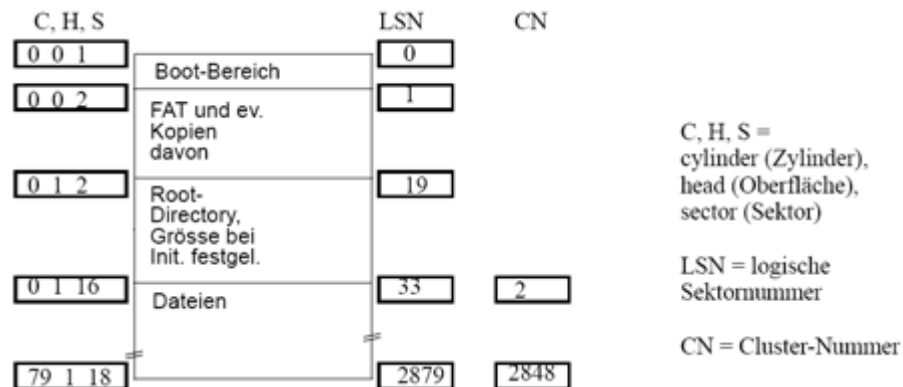 C, H, S LSN CN
0 0 1 0
Boot-Bereich
0 0 2 1
FAT und ev.
Kopien
davon
0 1 2 19
Root-
Directory,
Grösse bei
Init. festgel.
0 1 16 33 2
Dateien
79 1 18 2879 2848
C, H, S =
cylinder (Zylinder),
head (Oberfläche),
sector (Sektor)
LSN = logische
Sektornummer
CN = Cluster-Nummer